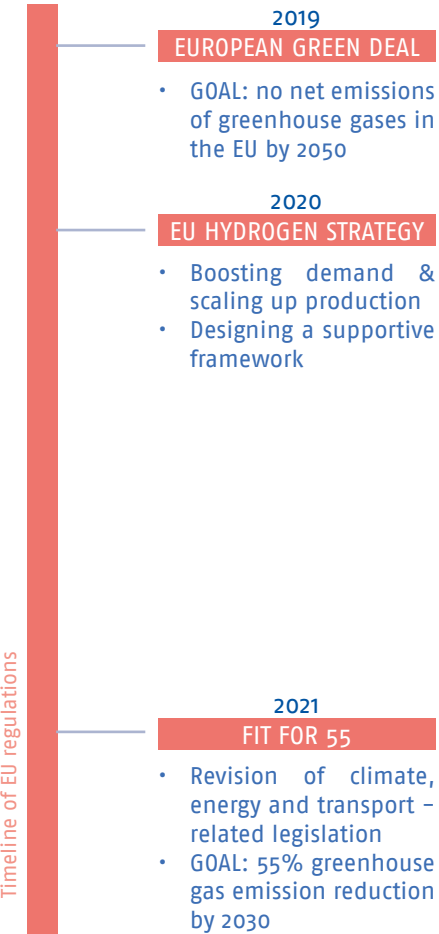 2019
EUROPEAN GREEN DEAL
• GOAL: no net emissions
of greenhouse gases in
the EU by 2050
2020
EU HYDROGEN STRATEGY
• Boosting demand &
scaling up production
• Designing a supportive
framework
2021
FIT FOR 55
• Revision of climate,
energy and transport –
related legislation
• GOAL: 55% greenhouse
gas emission reduction
by 2030
Timeline of EU regulations